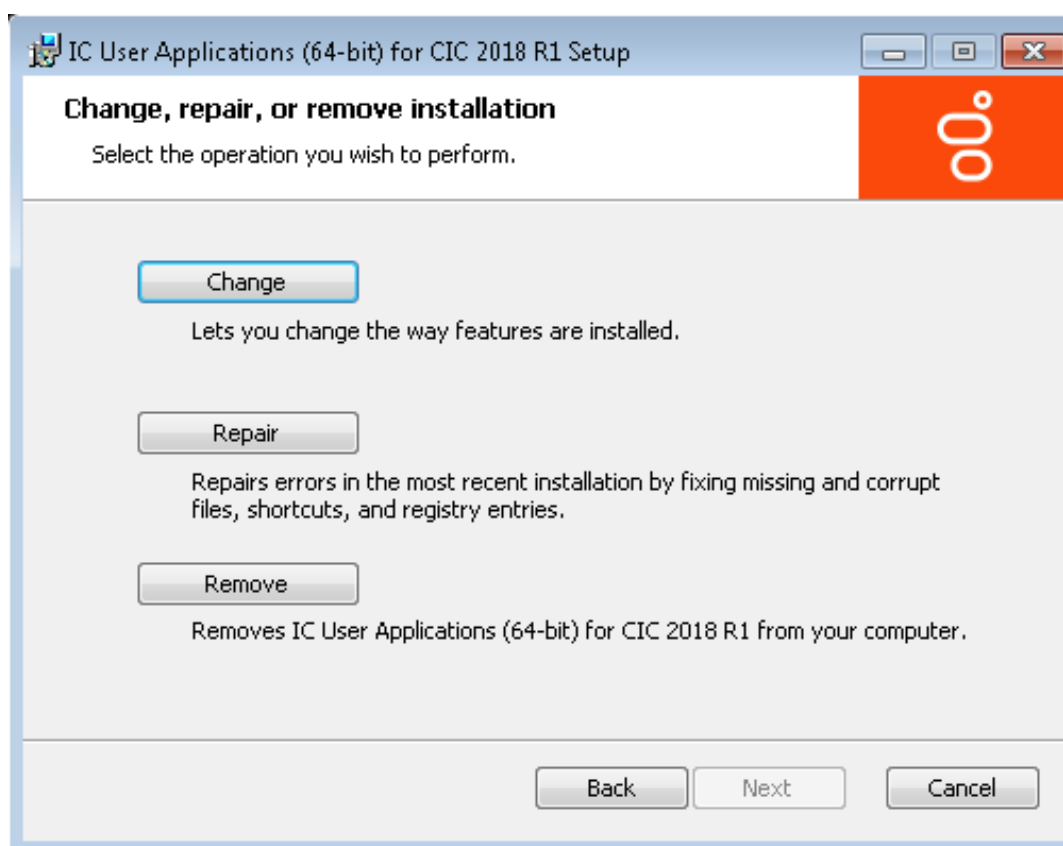 IC User Applications (64-bit) for CIC 2018 R1 Setup
Change, repair, or remove installation
Select the operation you wish to perform.
Change
Lets you change the way features are installed.
Repair
Repairs errors in the most recent installation by fixing missing and corrupt
files, shortcuts, and registry entries.
Remove
Removes IC User Applications (64-bit) for CIC 2018 R1 from your computer.
Back Next Cancel